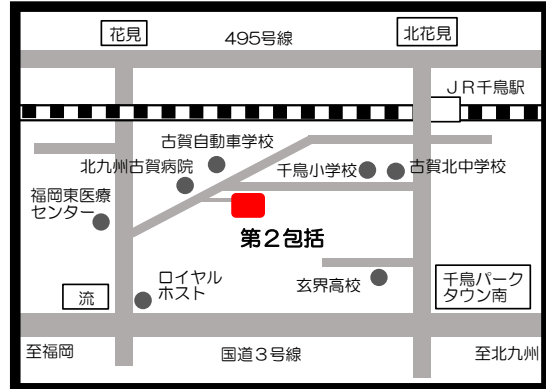 花見
495号線
北花見
JR千鳥駅
古賀自動車学校
北九州古賀病院
千鳥小学校
古賀北中学校
福岡東医療
センター
第2包括
ロイヤル
ホスト
玄界高校
千鳥パーク
タウン南
流
至福岡
国道3号線
至北九州